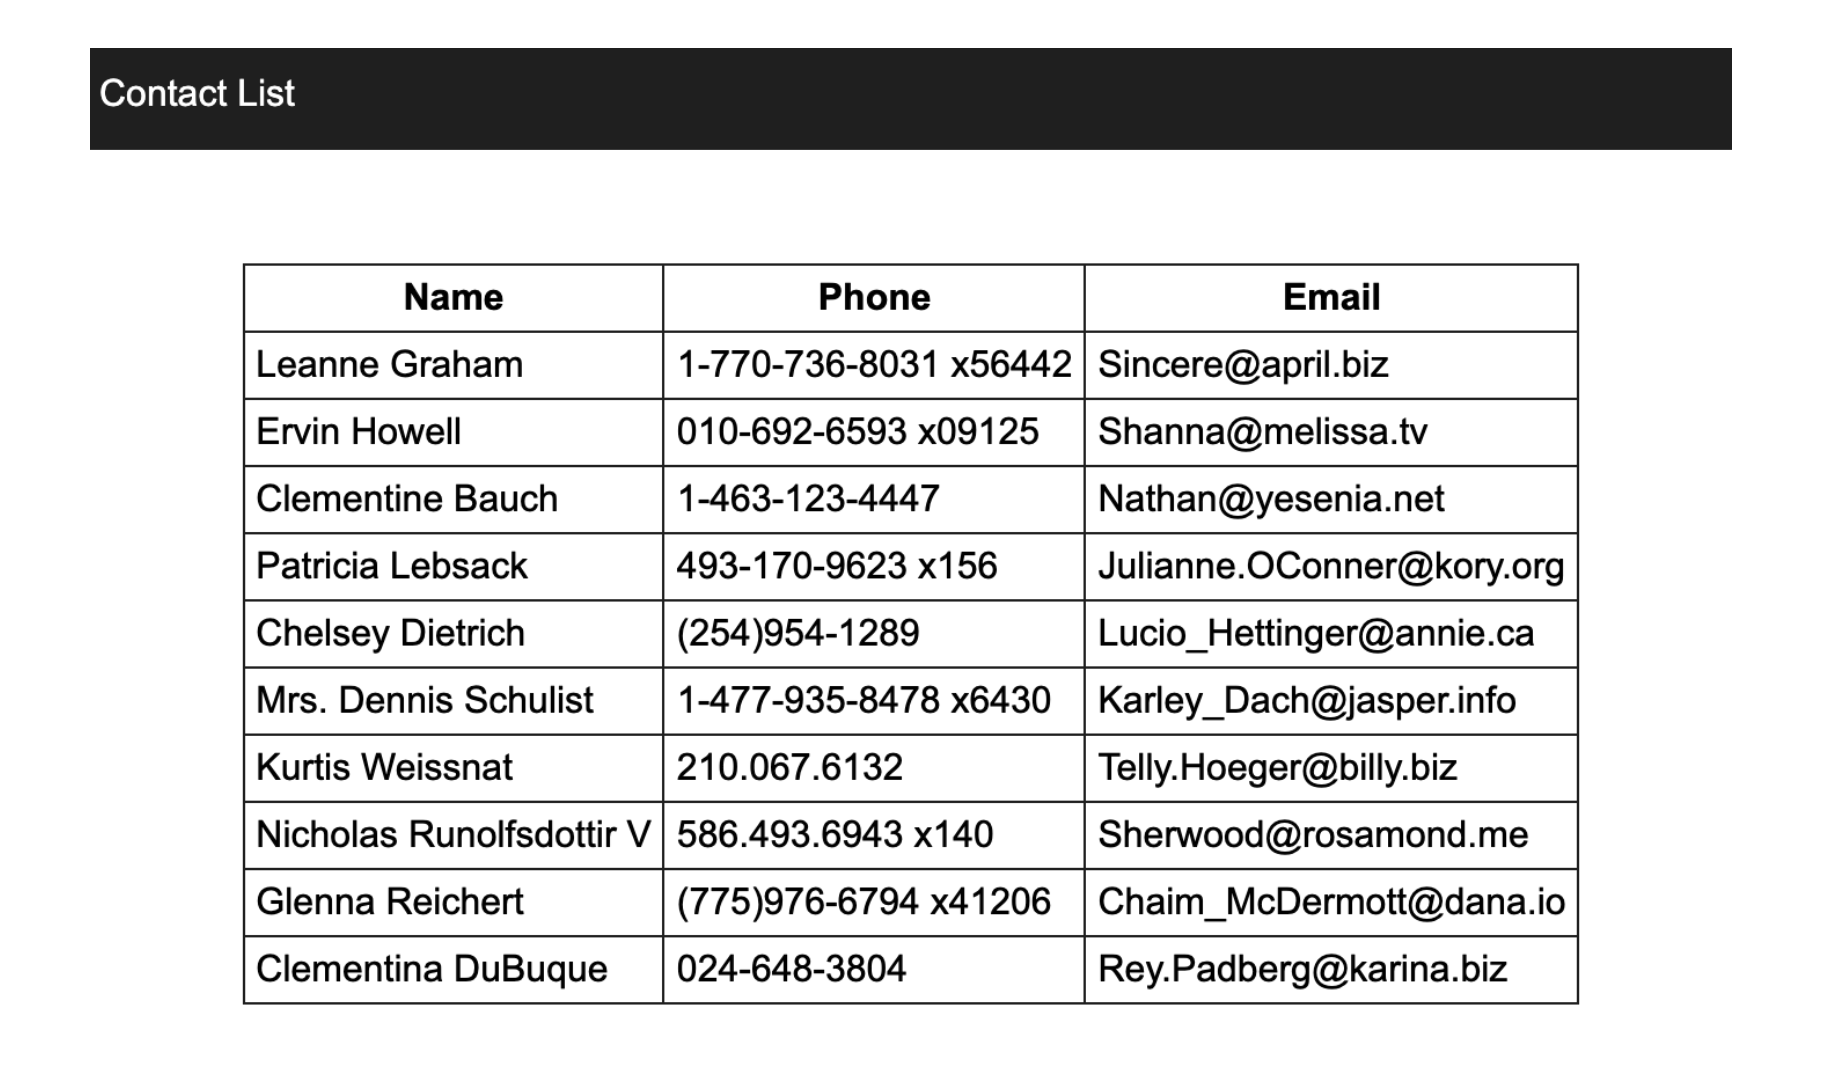 Contact List
Name Phone Email
Leanne Graham 1-770-736-8031 x56442 Sincere@april.biz
Ervin Howell 010-692-6593 x09125 Shanna@melissa.tv
Clementine Bauch 1-463-123-4447 Nathan@yesenia.net
Patricia Lebsack 493-170-9623 x156 Julianne.OConner@kory.org
Chelsey Dietrich (254)954-1289 Lucio_Hettinger@annie.ca
Mrs. Dennis Schulist 1-477-935-8478 x6430 Karley_Dach@jasper.info
Kurtis Weissnat 210.067.6132 Telly.Hoeger@billy.biz
Nicholas Runolfsdottir V 586.493.6943 x140 Sherwood@rosamond.me
Glenna Reichert (775)976-6794 x41206 Chaim_McDermott@dana.io
Clementina DuBuque 024-648-3804 Rey.Padberg@karina.biz